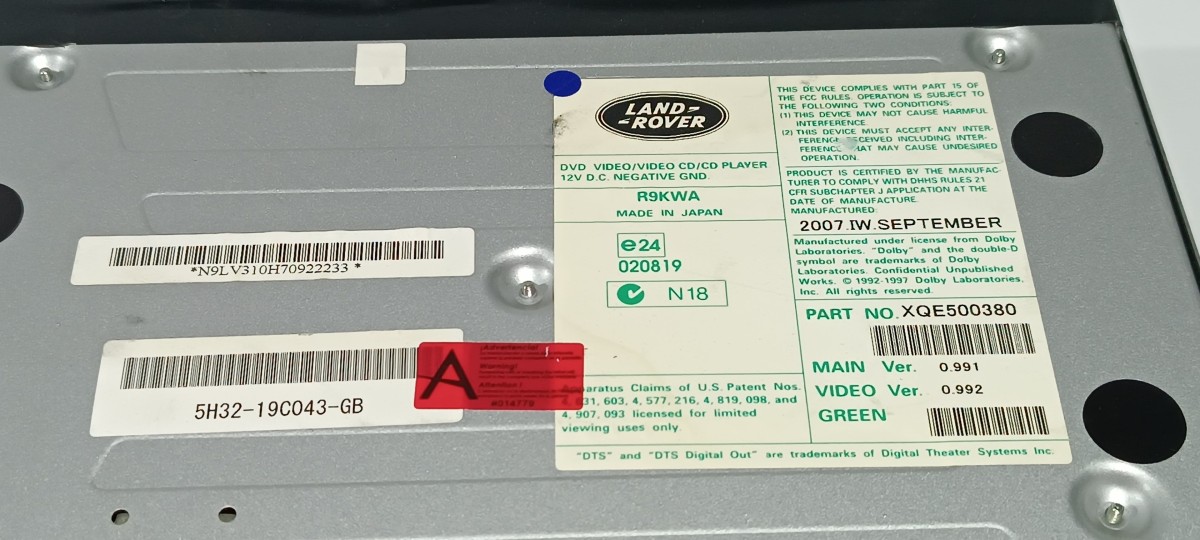 LAND-
-ROVER
DVD VIDEO/VIDEO CD/CD PLAYER
12V D.C. NEGATIVE GND.
R9KWA
MADE IN JAPAN
e24
020819
N18
Apparatus Claims of U.S. Patent Nos.
4, 631, 603, 4, 577, 216, 4, 819, 098, and
4, 907, 093 licensed for limited
viewing uses only.
THIS DEVICE COMPLIES WITH PART 15 OF
THE FCC RULES. OPERATION IS SUBJECT TO
THE FOLLOWING TWO CONDITIONS:
(1) THIS DEVICE MAY NOT CAUSE HARMFUL
INTERFERENCE
(2) THIS DEVICE MUST ACCEPT ANY INTER-
FERENCE RECEIVED INCLUDING INTER-
FERENCE THAT MAY CAUSE UNDESIRED
OPERATION.
PRODUCT IS CERTIFIED BY THE MANUFAC-
TURER TO COMPLY WITH DHHS RULES 21
CFR SUBCHAPTER J APPLICATION AT THE
DATE OF MANUFACTURE.
MANUFACTURED:
2007.IW.SEPTEMBER
Manufactured under license from Dolby
Laboratories. "Dolby" and the double-D
symbol are trademarks of Dolby
Laboratories. Confidential Unpublished
Works. © 1992-1997 Dolby Laboratories,
Inc. All rights reserved.
PART NO. XQE500380
MAIN Ver. 0.991
VIDEO Ver. 0.992
GREEN
"DTS" and "DTS Digital Out" are trademarks of Digital Theater Systems Inc.
*N9LV310H70922233 *
5H32-19C043-GB
A
¡Advertencia!
Warning!
Attention !
e014779